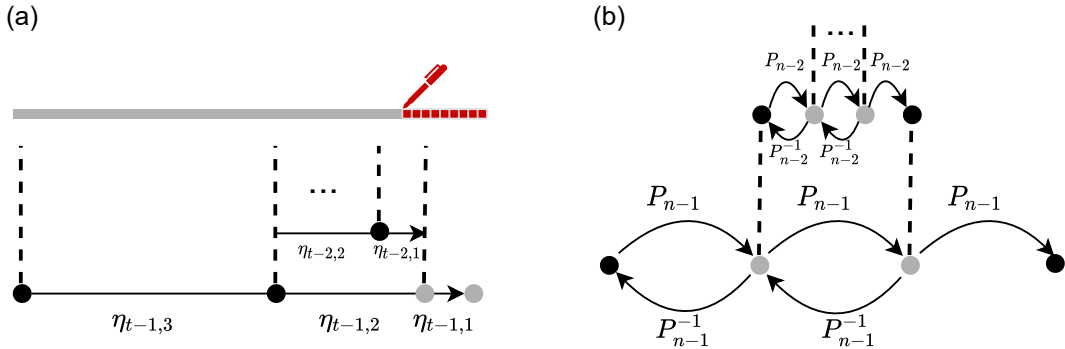 (a)
...
η_{t−2,2} η_{t−2,1}
η_{t−1,3} η_{t−1,2} η_{t−1,1}
(b)
...
P_{n−2} P_{n−2} P_{n−2}
P_{n−2}^{−1} P_{n−2}^{−1}
P_{n−1} P_{n−1} P_{n−1}
P_{n−1}^{−1} P_{n−1}^{−1}